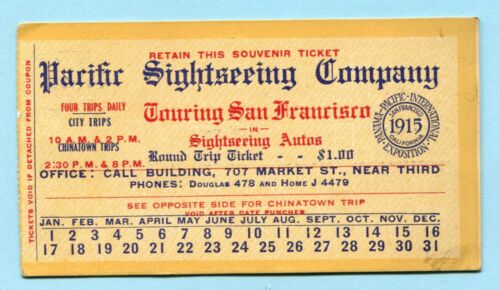 RETAIN THIS SOUVENIR TICKET
Pacific Sightseeing Company
TICKETS VOID IF DETACHED FROM COUPON
FOUR TRIPS DAILY
CITY TRIPS
10 A.M. & 2 P.M.
CHINATOWN TRIPS
2:30 P.M. & 8 P.M.
Touring San Francisco
IN
Sightseeing Autos
Round Trip Ticket - - $1.00
PANAMA-PACIFIC-INTERNATIONAL
EXPOSITION
SAN FRANCISCO
1915
CALIFORNIA
OFFICE: CALL BUILDING, 707 MARKET ST., NEAR THIRD
PHONES: DOUGLAS 478 AND HOME J 4479
SEE OPPOSITE SIDE FOR CHINATOWN TRIP
VOID AFTER DATE PUNCHED
JAN. FEB. MAR. APRIL MAY JUNE JULY AUG. SEPT. OCT. NOV. DEC.
1 2 3 4 5 6 7 8 9 10 11 12 13 14 15 16
17 18 19 20 21 22 23 24 25 26 27 28 29 30 31